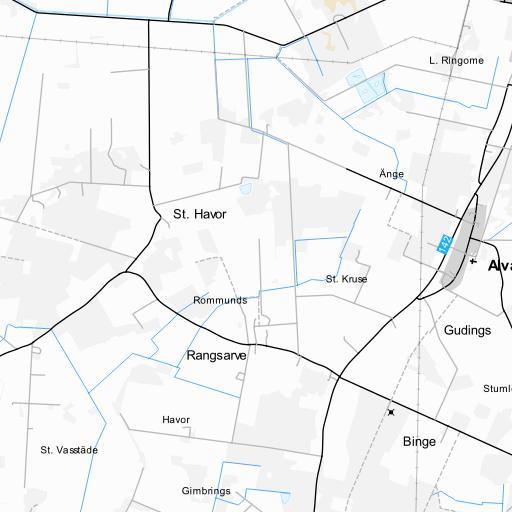 L. Ringome
Änge
St. Havor
142
Alva
St. Kruse
Rommunds
Gudings
Rangsarve
Stumle
Havor
Binge
St. Vasstäde
Gimbrings